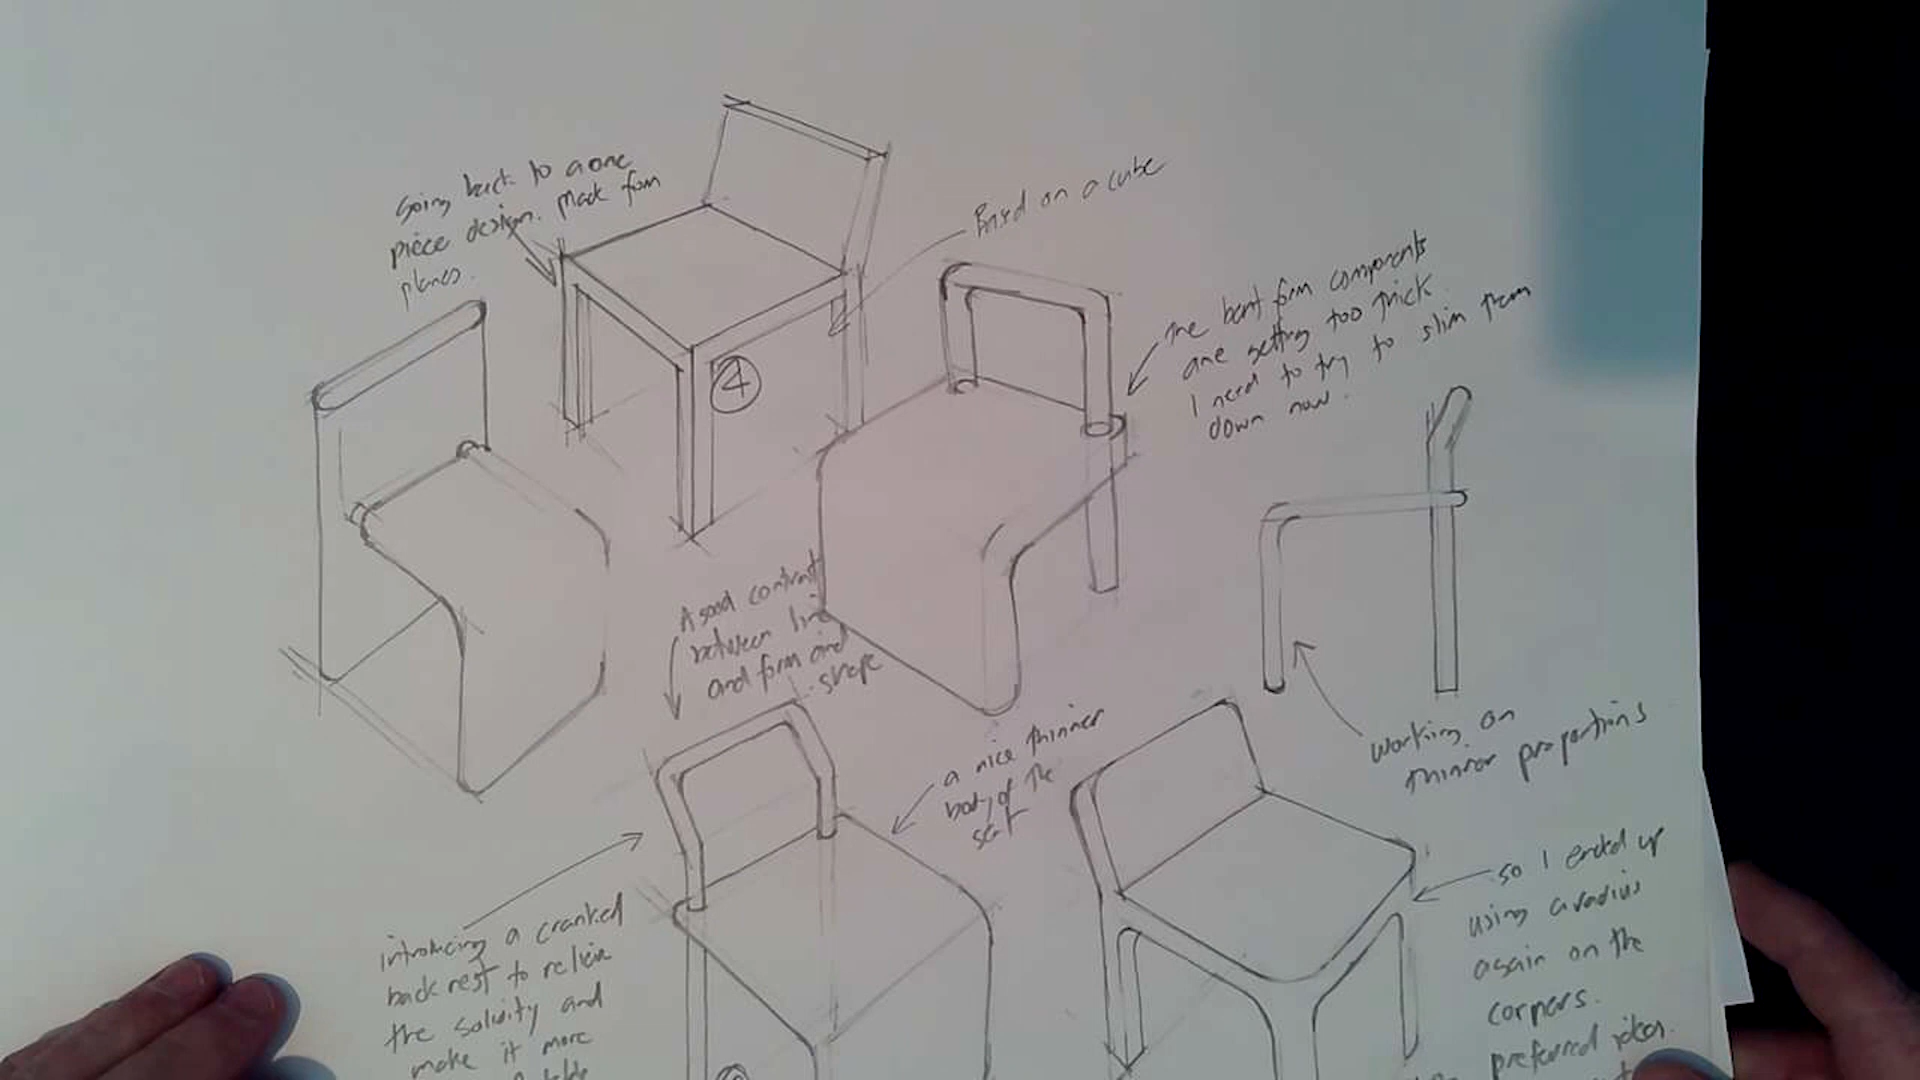 Going back to a one
piece design. Made from
planes.
Based on a cube
4
The bent form components
are getting too thick
I need to try to slim them
down now.
A good contrast
between line
and form and
shape
a nice thinner
body of the
seat
Working on
thinner proportions
introducing a cranked
back rest to relieve
the solidity and
make it more
so I ended up
using a radius
again on the
corners.
preferred idea.